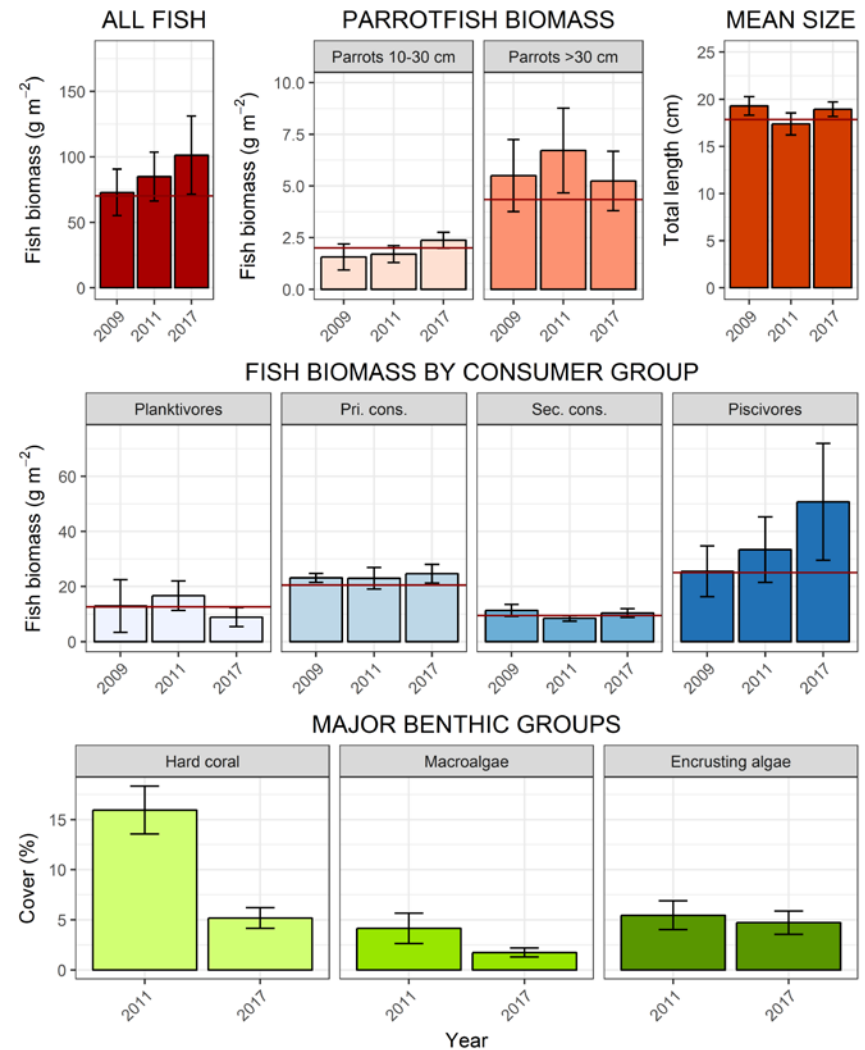 ALL FISH
PARROTFISH BIOMASS
MEAN SIZE
Parrots 10-30 cm
Parrots >30 cm
Fish biomass (g m⁻²)
150
100
50
0
2009
2011
2017
Fish biomass (g m⁻²)
10.0
7.5
5.0
2.5
0.0
2009
2011
2017
2009
2011
2017
Total length (cm)
25
20
15
10
5
0
2009
2011
2017
FISH BIOMASS BY CONSUMER GROUP
Planktivores
Pri. cons.
Sec. cons.
Piscivores
Fish biomass (g m⁻²)
60
40
20
0
2009
2011
2017
2009
2011
2017
2009
2011
2017
2009
2011
2017
MAJOR BENTHIC GROUPS
Hard coral
Macroalgae
Encrusting algae
Cover (%)
15
10
5
0
2011
2017
2011
2017
2011
2017
Year